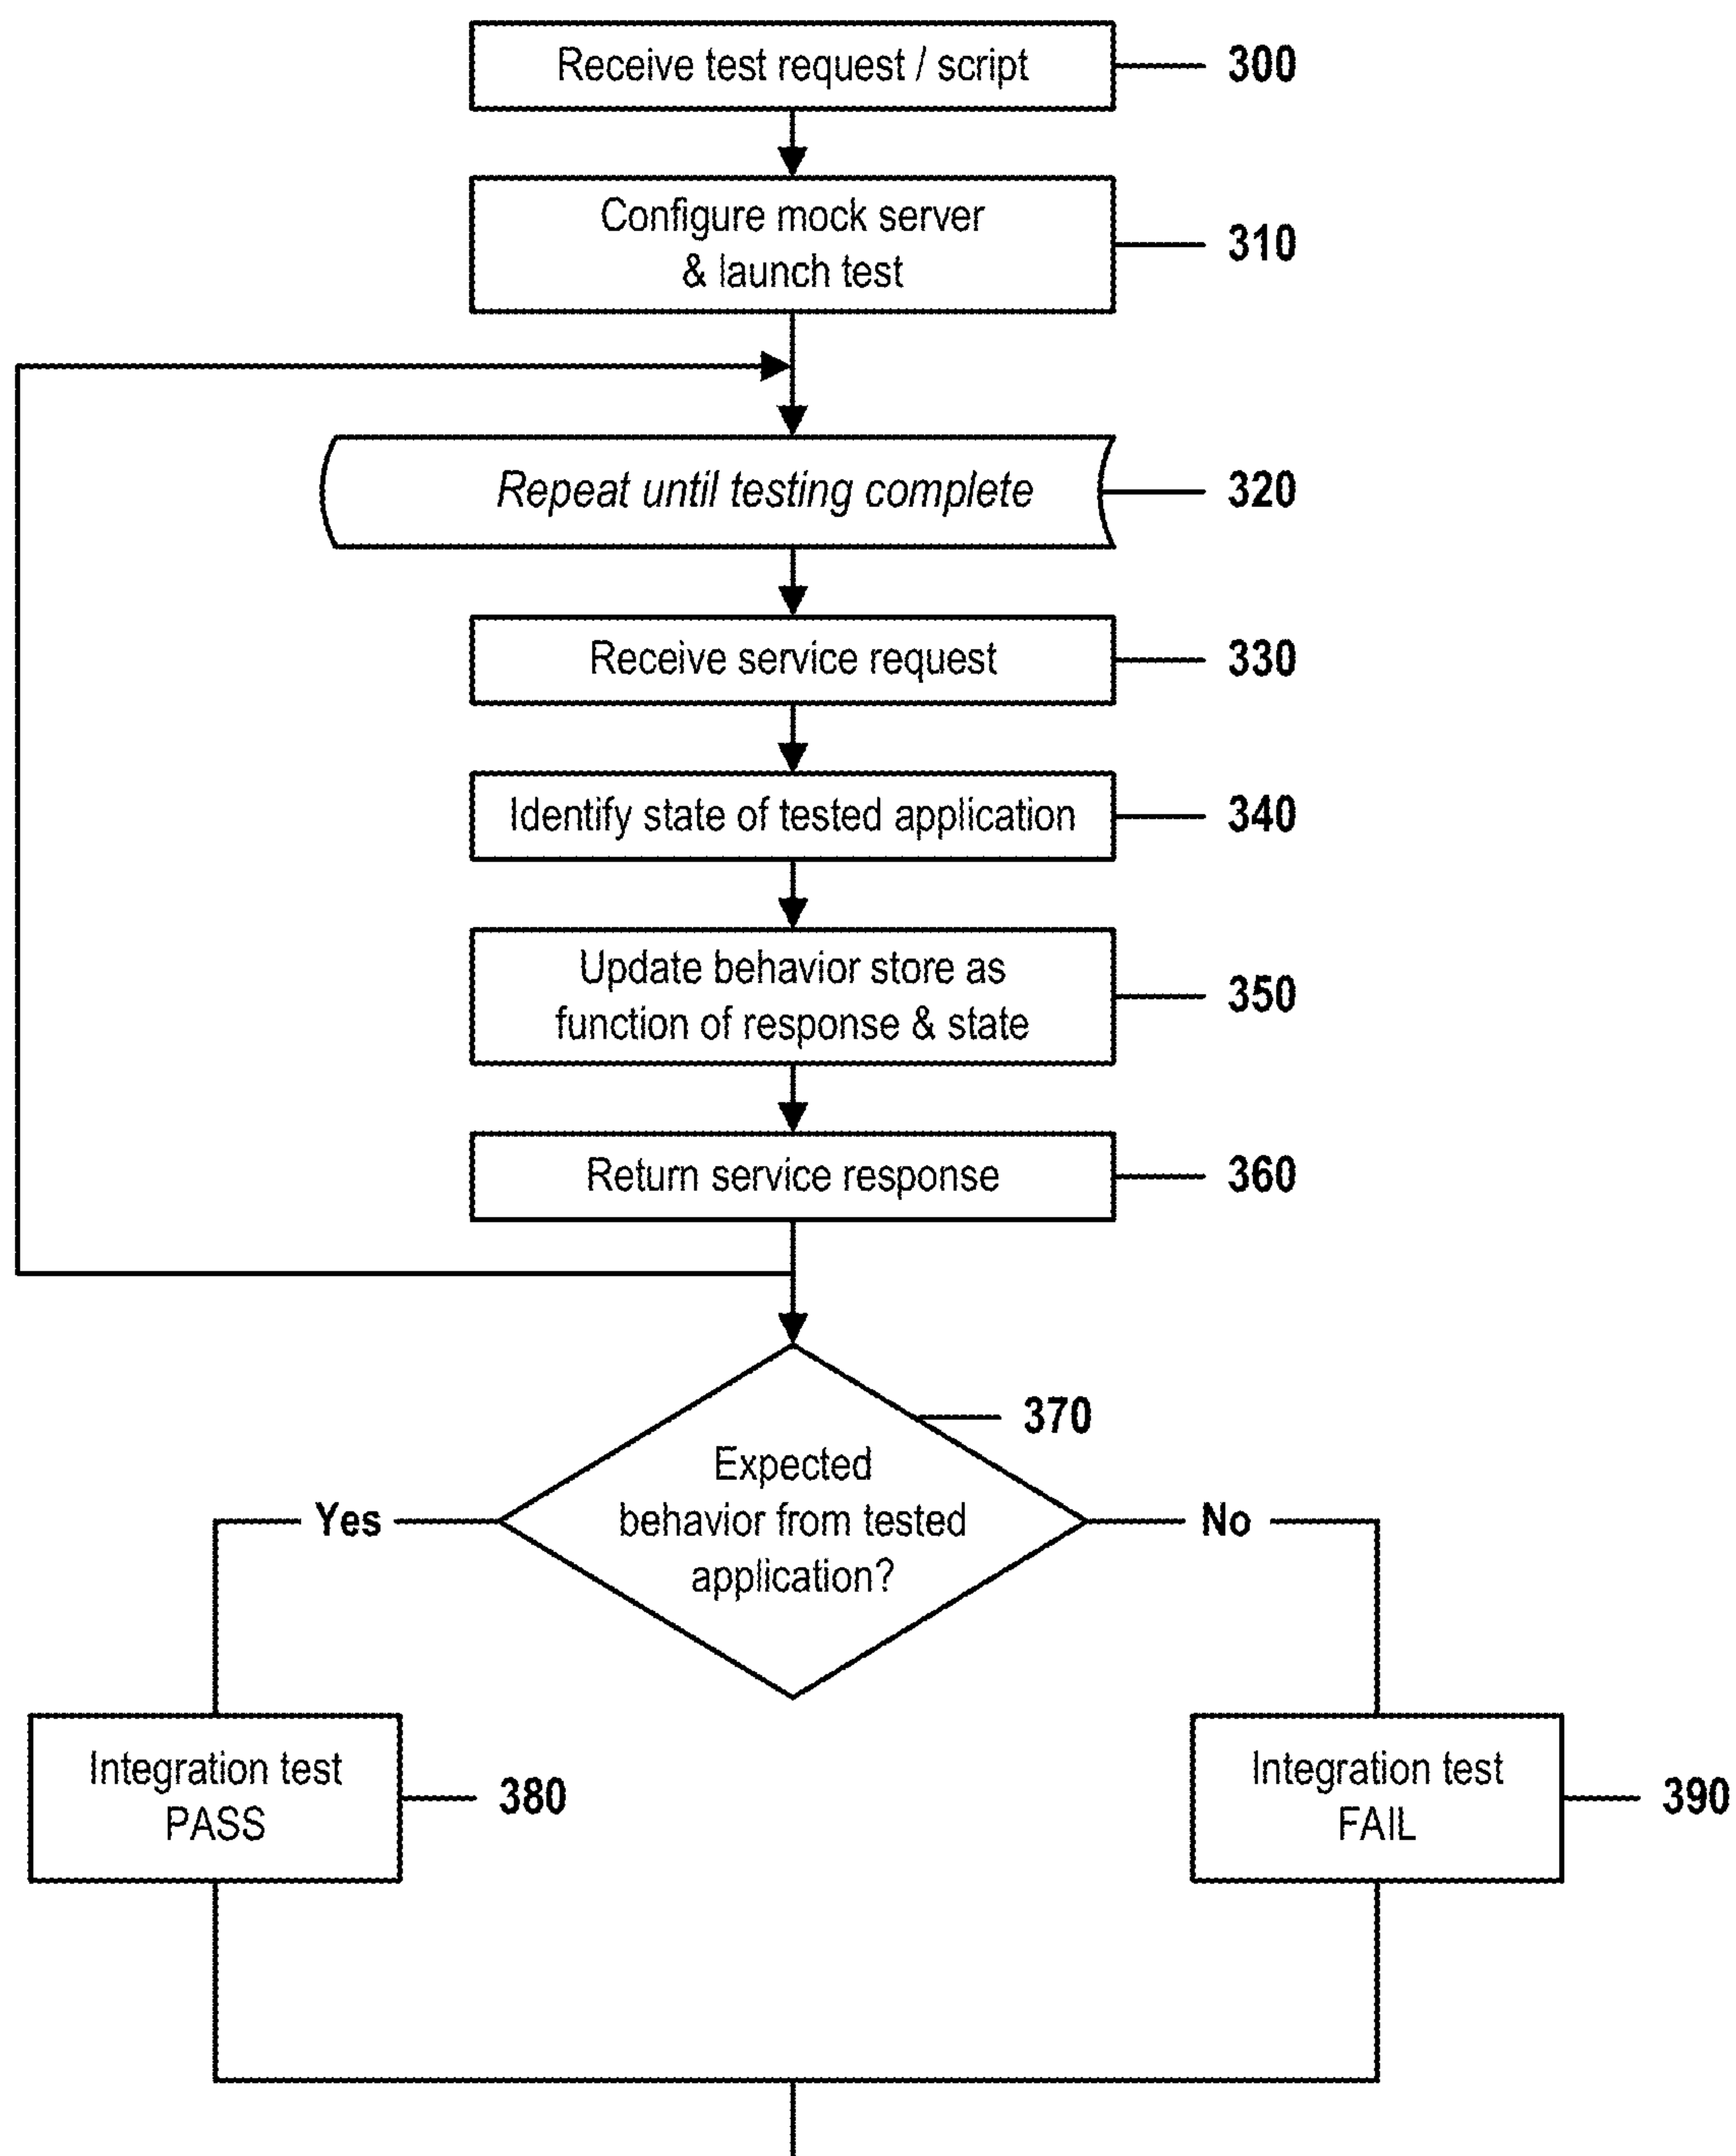 Receive test request / script
300
Configure mock server
& launch test
310
Repeat until testing complete
320
Receive service request
330
Identify state of tested application
340
Update behavior store as
function of response & state
350
Return service response
360
370
Expected
behavior from tested
application?
Yes
No
Integration test
PASS
380
Integration test
FAIL
390